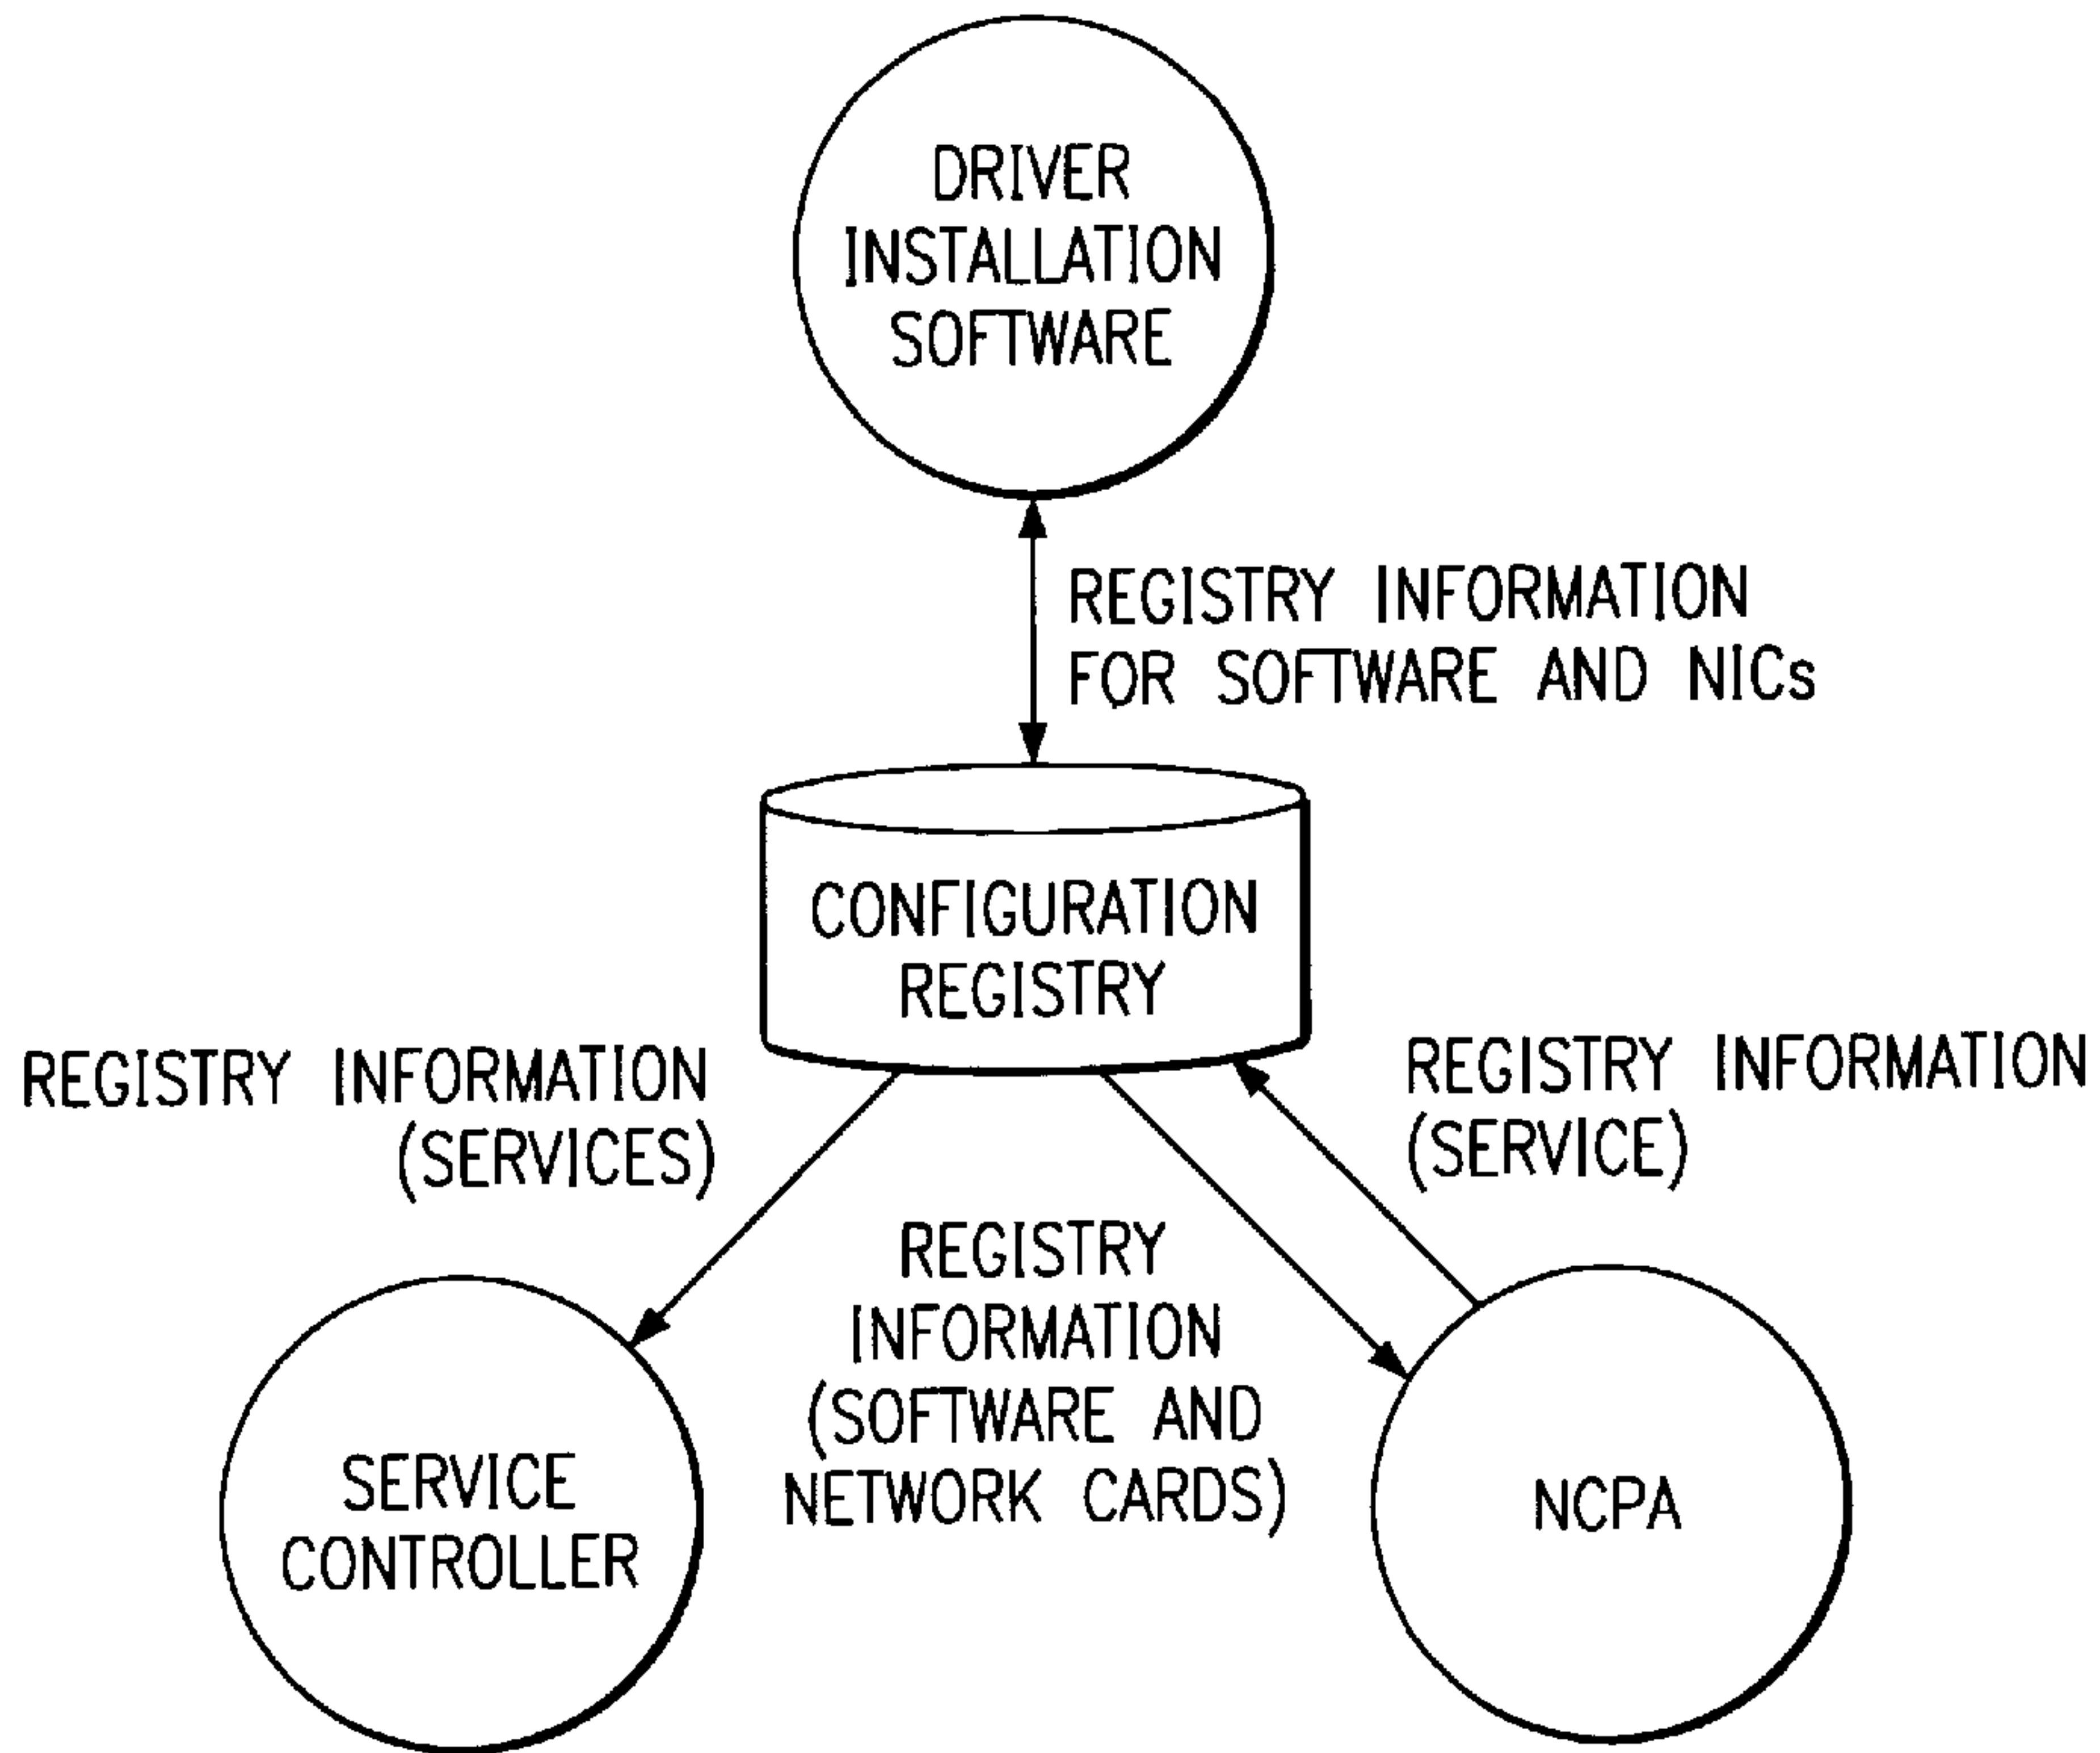 DRIVER
INSTALLATION
SOFTWARE
REGISTRY INFORMATION
FOR SOFTWARE AND NICs
CONFIGURATION
REGISTRY
REGISTRY INFORMATION
(SERVICES)
REGISTRY INFORMATION
(SERVICE)
REGISTRY
INFORMATION
(SOFTWARE AND
NETWORK CARDS)
SERVICE
CONTROLLER
NCPA